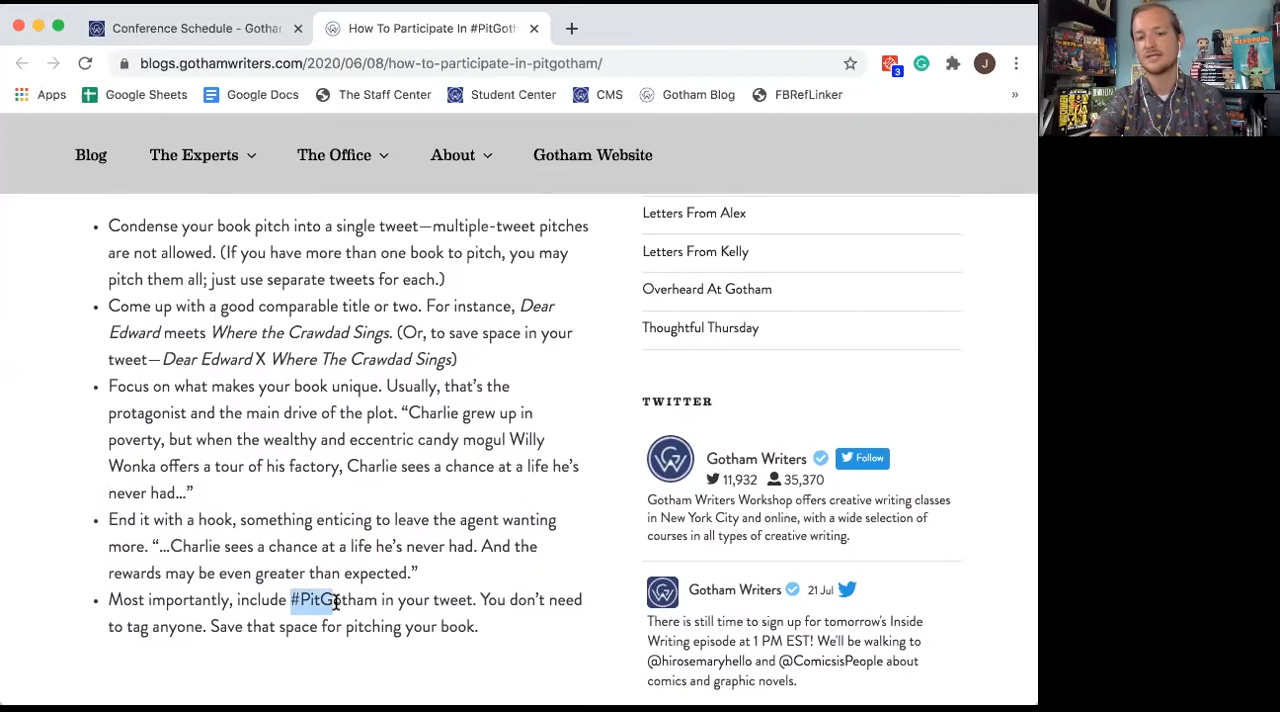 Conference Schedule - Gotha
How To Participate In #PitGoth
blogs.gothamwriters.com/2020/06/08/how-to-participate-in-pitgotham/
3
J
Apps
Google Sheets
Google Docs
The Staff Center
Student Center
CMS
Gotham Blog
FBRefLinker
»
Blog
The Experts
The Office
About
Gotham Website
• Condense your book pitch into a single tweet—multiple-tweet pitches
are not allowed. (If you have more than one book to pitch, you may
pitch them all; just use separate tweets for each.)
• Come up with a good comparable title or two. For instance, Dear
Edward meets Where the Crawdad Sings. (Or, to save space in your
tweet—Dear Edward X Where The Crawdad Sings)
• Focus on what makes your book unique. Usually, that's the
protagonist and the main drive of the plot. “Charlie grew up in
poverty, but when the wealthy and eccentric candy mogul Willy
Wonka offers a tour of his factory, Charlie sees a chance at a life he's
never had…”
• End it with a hook, something enticing to leave the agent wanting
more. “…Charlie sees a chance at a life he's never had. And the
rewards may be even greater than expected.”
• Most importantly, include #PitGotham in your tweet. You don't need
to tag anyone. Save that space for pitching your book.
Letters From Alex
Letters From Kelly
Overheard At Gotham
Thoughtful Thursday
TWITTER
Gotham Writers
Follow
11,932 35,370
Gotham Writers Workshop offers creative writing classes
in New York City and online, with a wide selection of
courses in all types of creative writing.
Gotham Writers 21 Jul
There is still time to sign up for tomorrow's Inside
Writing episode at 1 PM EST! We'll be walking to
@hirosemaryhello and @ComicsisPeople about
comics and graphic novels.
DEADPOOL